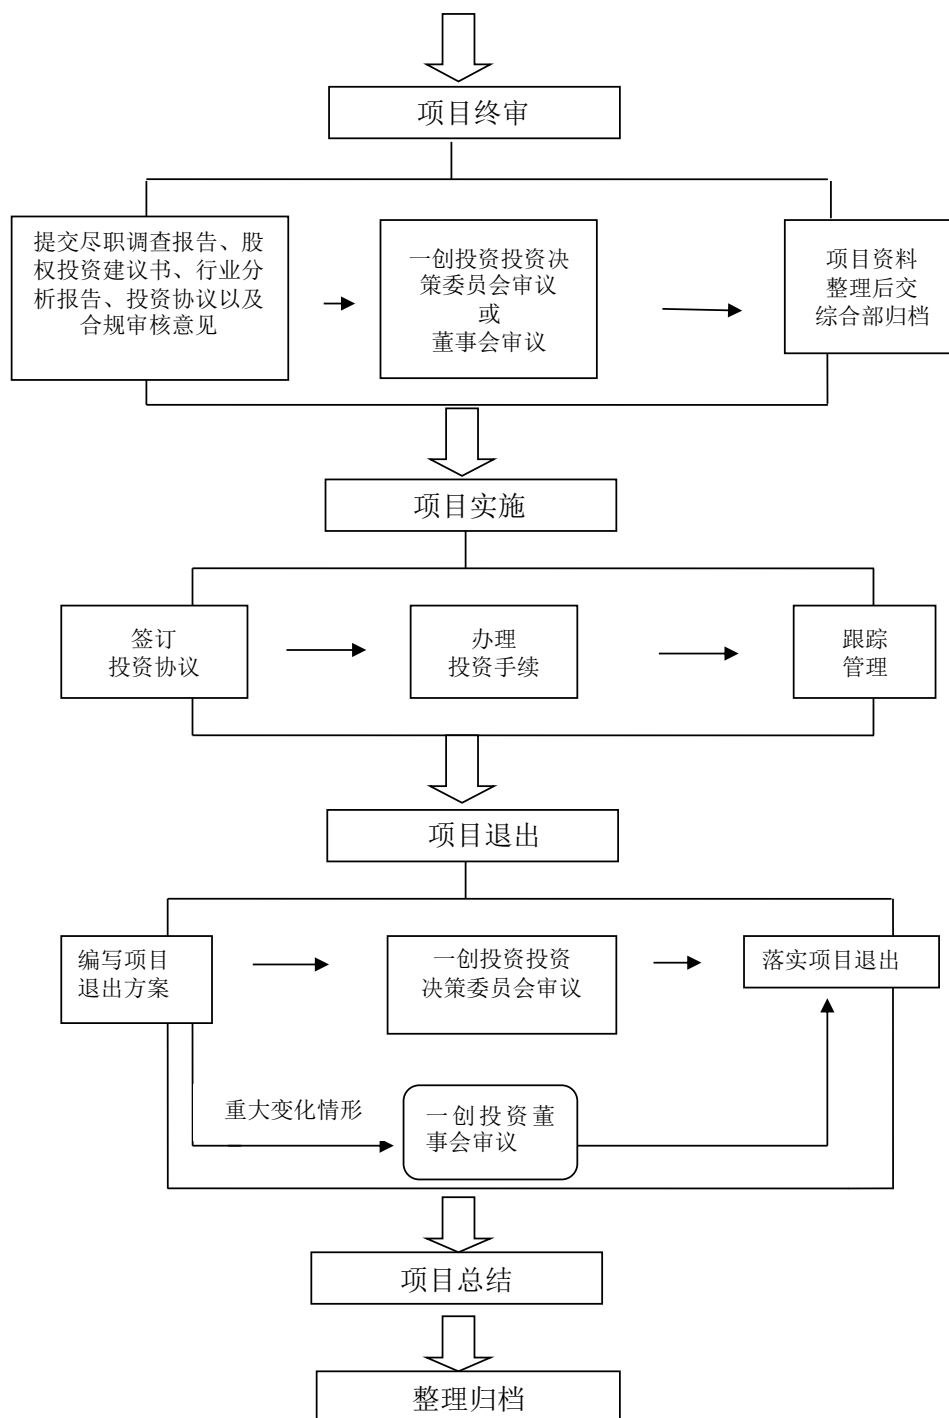 项目终审
提交尽职调查报告、股
权投资建议书、行业分
析报告、投资协议以及
合规审核意见
一创投资投资决
策委员会审议
或
董事会审议
项目资料
整理后交
综合部归档
项目实施
签订
投资协议
办理
投资手续
跟踪
管理
项目退出
编写项目
退出方案
一创投资投资
决策委员会审议
落实项目退出
重大变化情形
一创投资董
事会审议
项目总结
整理归档